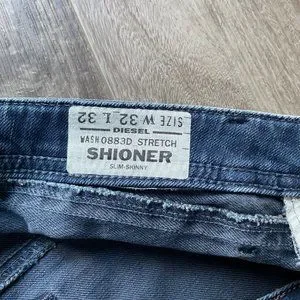 SIZE W 32 L 32
DIESEL
WASH 0883D STRETCH
SHIONER
SLIM-SKINNY